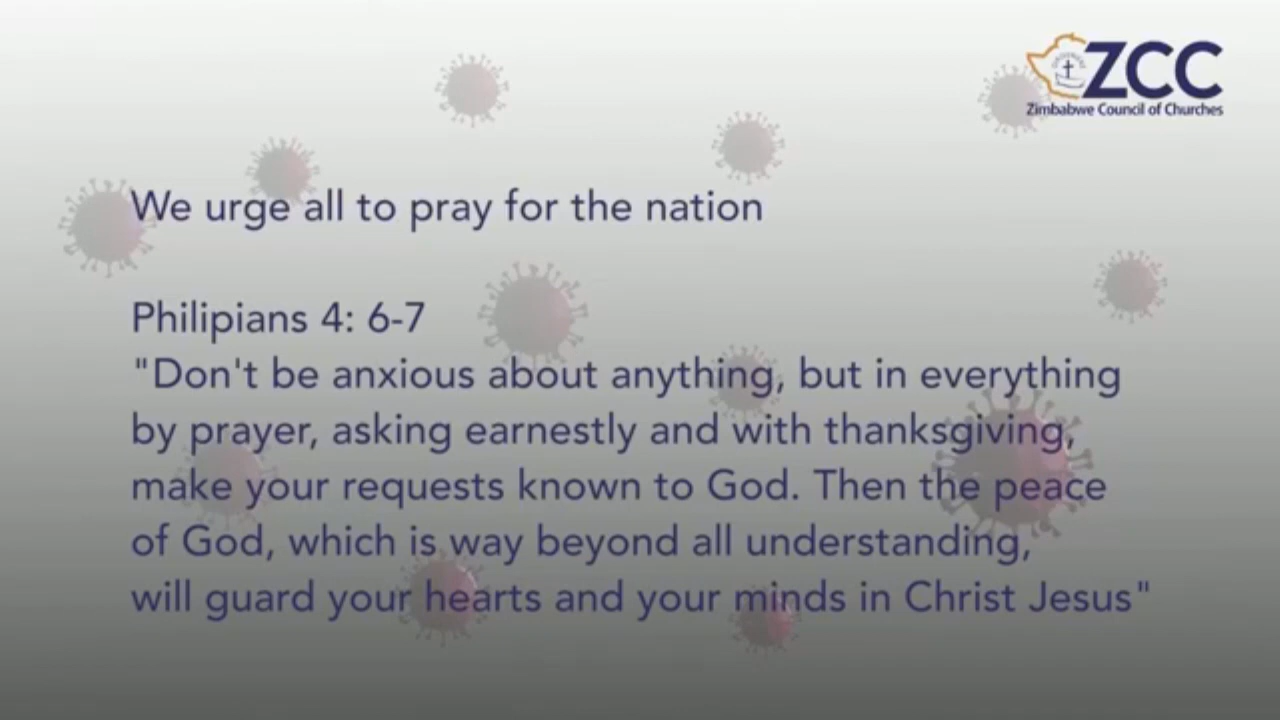 ZCC
Zimbabwe Council of Churches
We urge all to pray for the nation
Philipians 4: 6-7
"Don't be anxious about anything, but in everything
by prayer, asking earnestly and with thanksgiving,
make your requests known to God. Then the peace
of God, which is way beyond all understanding,
will guard your hearts and your minds in Christ Jesus"